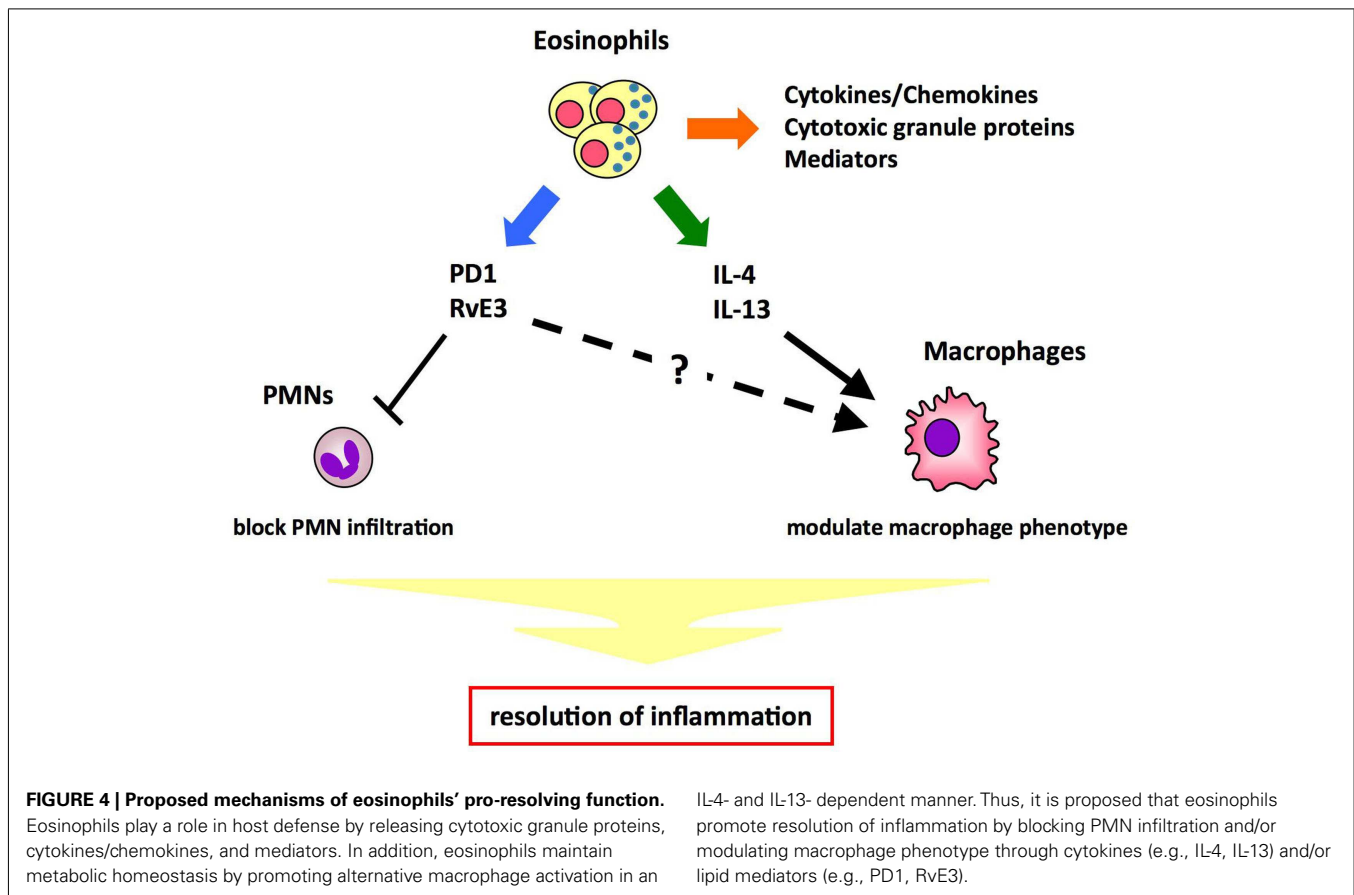 Eosinophils
Cytokines/Chemokines
Cytotoxic granule proteins
Mediators
PD1
RvE3
IL-4
IL-13
?
PMNs
Macrophages
block PMN infiltration
modulate macrophage phenotype
resolution of inflammation
FIGURE 4 | Proposed mechanisms of eosinophils’ pro-resolving function.
Eosinophils play a role in host defense by releasing cytotoxic granule proteins,
cytokines/chemokines, and mediators. In addition, eosinophils maintain
metabolic homeostasis by promoting alternative macrophage activation in an
IL-4- and IL-13- dependent manner. Thus, it is proposed that eosinophils
promote resolution of inflammation by blocking PMN infiltration and/or
modulating macrophage phenotype through cytokines (e.g., IL-4, IL-13) and/or
lipid mediators (e.g., PD1, RvE3).